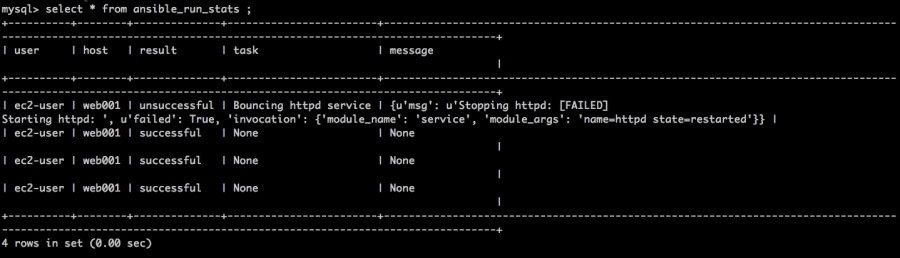 mysql> select * from ansible_run_stats ;
+----------+--------+--------------+------------------------+---------------------------------------------------------------------------------
-----------------------------------------------------------------------------+
| user | host | result | task | message
|
+----------+--------+--------------+------------------------+---------------------------------------------------------------------------------
-----------------------------------------------------------------------------+
| ec2-user | web001 | unsuccessful | Bouncing httpd service | {u'msg': u'Stopping httpd: [FAILED]
Starting httpd: ', u'failed': True, 'invocation': {'module_name': 'service', 'module_args': 'name=httpd state=restarted'}} |
| ec2-user | web001 | successful | None | None
|
| ec2-user | web001 | successful | None | None
|
| ec2-user | web001 | successful | None | None
|
+----------+--------+--------------+------------------------+---------------------------------------------------------------------------------
-----------------------------------------------------------------------------+
4 rows in set (0.00 sec)